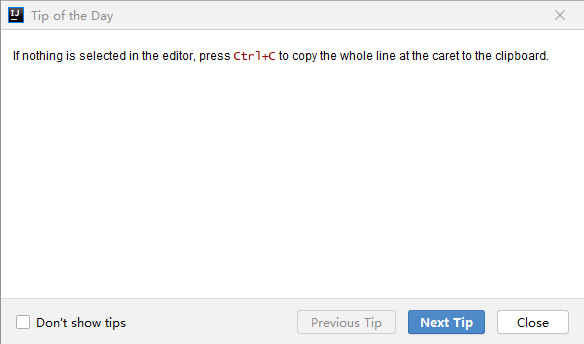 IJ
Tip of the Day
If nothing is selected in the editor, press Ctrl+C to copy the whole line at the caret to the clipboard.
Don't show tips
Previous Tip
Next Tip
Close